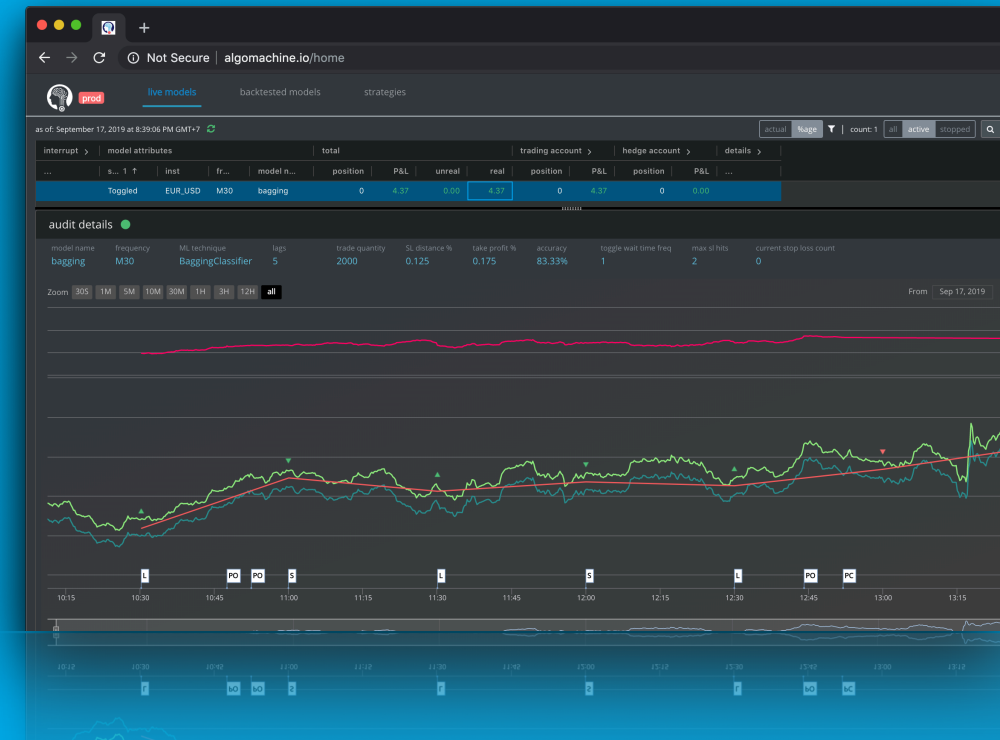 Not Secure | algomachine.io/home
prod live models backtested models strategies
as of: September 17, 2019 at 8:39:06 PM GMT+7 actual %age | count: 1 all active stopped
interrupt > model attributes total trading account > hedge account > details >
... s... 1 ↑ inst fr... model n... position P&L unreal real position P&L position P&L ...
Toggled EUR_USD M30 bagging 0 4.37 0.00 4.37 0 4.37 0 0.00
audit details
model name frequency ML technique lags trade quantity SL distance % take profit % accuracy toggle wait time freq max sl hits current stop loss count
bagging M30 BaggingClassifier 5 2000 0.125 0.175 83.33% 1 2 0
Zoom 30S 1M 5M 10M 30M 1H 3H 12H all From Sep 17, 2019
L PO PO S L S L PO PC
10:15 10:30 10:45 11:00 11:15 11:30 11:45 12:00 12:15 12:30 12:45 13:00 13:15